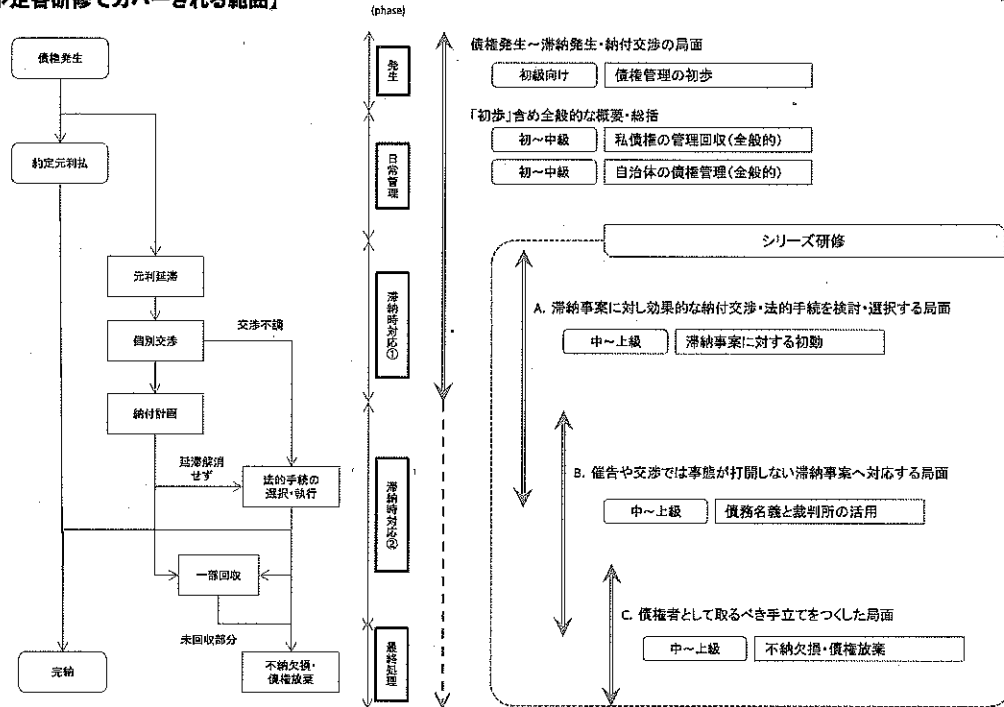 定着研修でカバーされる範囲】
(phase)
債権発生
約定元利払
元利延滞
個別交渉
交渉不調
納付計画
延滞解消
せず
法的手続の
選択・執行
一部回収
未回収部分
完納
不納欠損・
債権放棄
発生
日常管理
滞納時対応①
滞納時対応②
最終処理
債権発生～滞納発生・納付交渉の局面
初級向け
債権管理の初歩
「初歩」含め全般的な概要・総括
初～中級
私債権の管理回収(全般的)
初～中級
自治体の債権管理(全般的)
シリーズ研修
A. 滞納事案に対し効果的な納付交渉・法的手続を検討・選択する局面
中～上級
滞納事案に対する初動
B. 催告や交渉では事態が打開しない滞納事案へ対応する局面
中～上級
債務名義と裁判所の活用
C. 債権者として取るべき手立てをつくした局面
中～上級
不納欠損・債権放棄